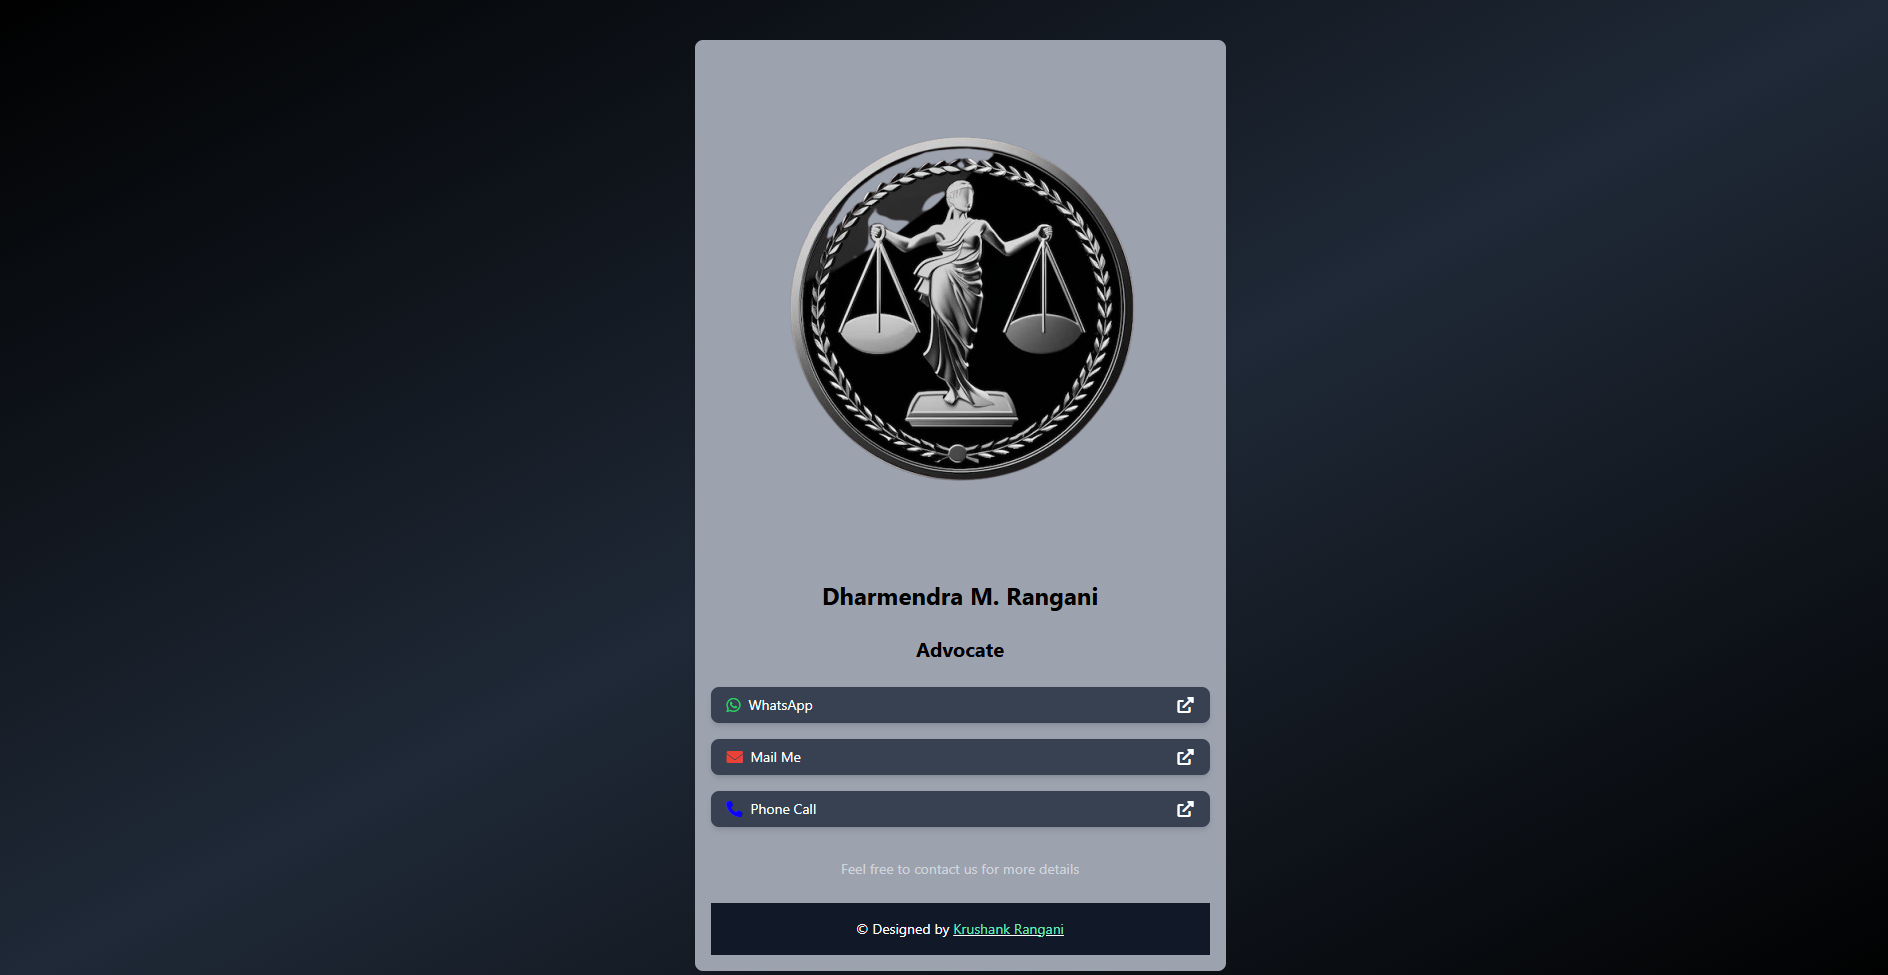 Dharmendra M. Rangani
Advocate
WhatsApp
Mail Me
Phone Call
Feel free to contact us for more details
© Designed by Krushank Rangani